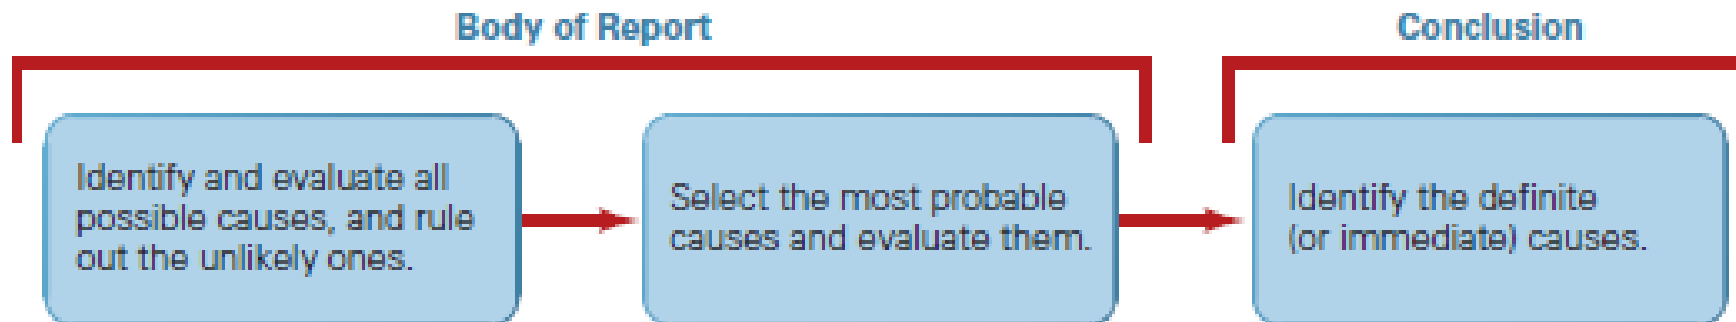 Body of Report
Conclusion
Identify and evaluate all
possible causes, and rule
out the unlikely ones.
Select the most probable
causes and evaluate them.
Identify the definite
(or immediate) causes.